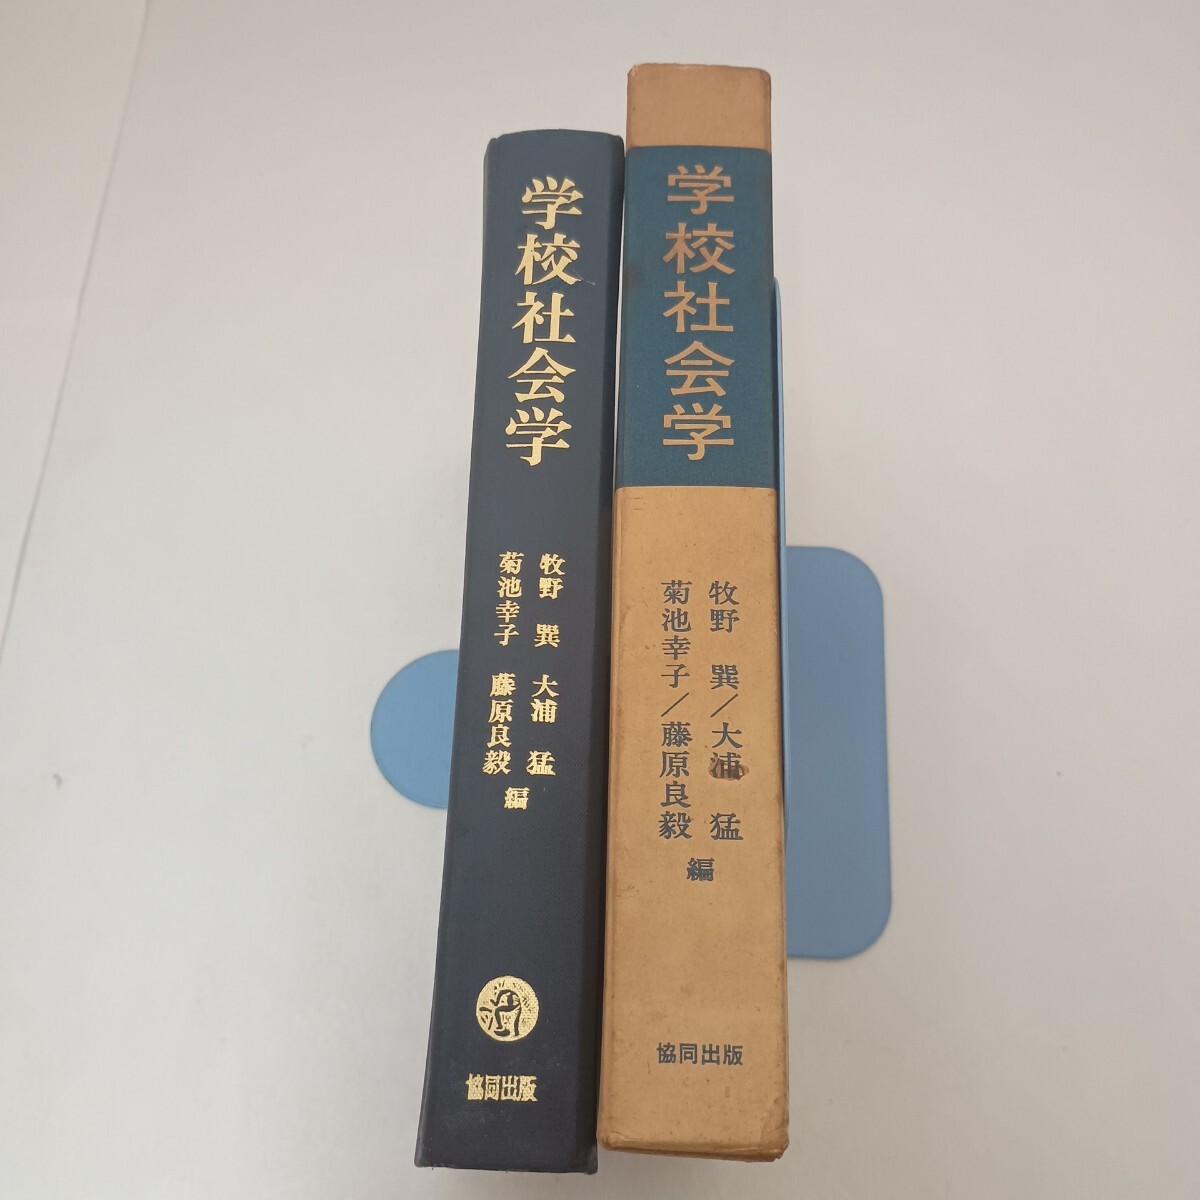 学校社会学
牧野 巽 大浦 猛
菊池幸子 藤原良毅
編
協同出版
学校社会学
牧野 巽/大浦 猛
菊池幸子/藤原良毅
編
協同出版